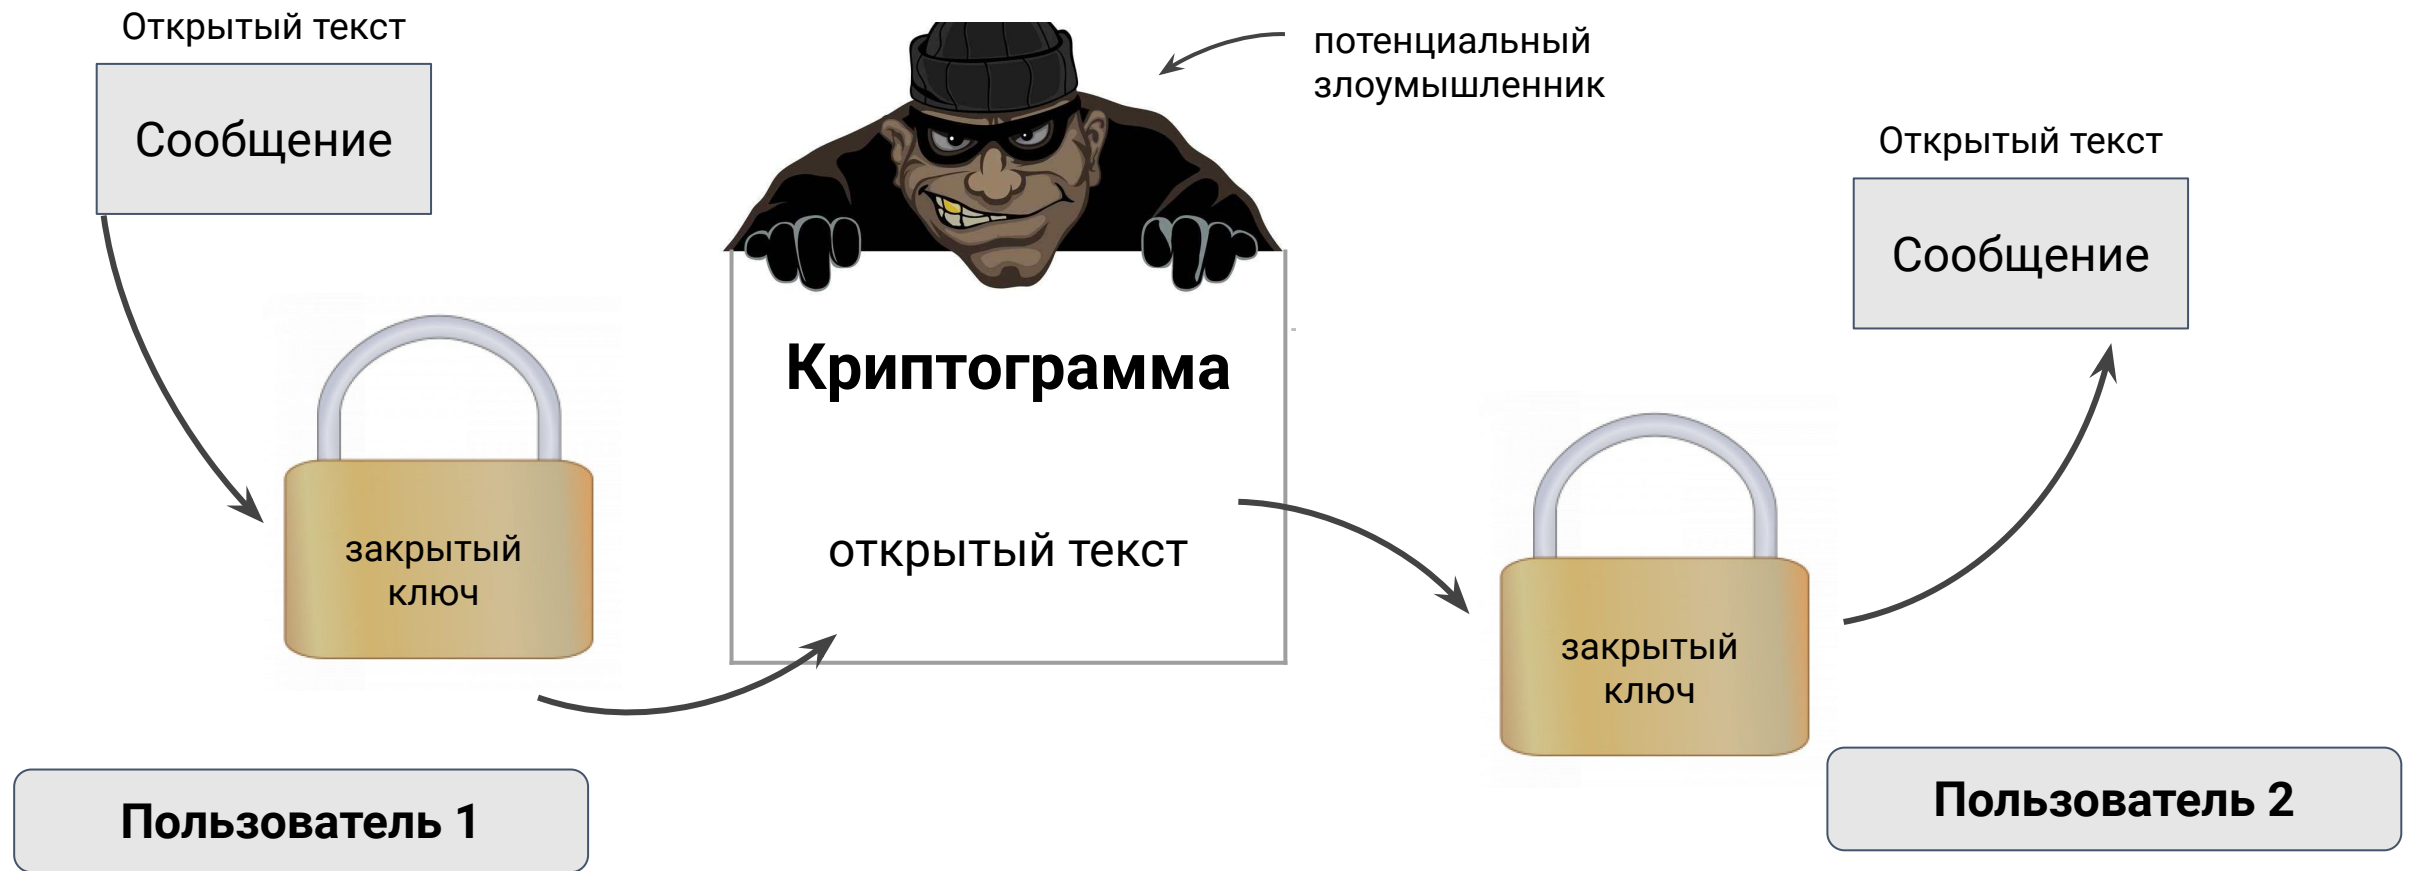 Открытый текст
Сообщение
потенциальный
злоумышленник
Открытый текст
Сообщение
Криптограмма
открытый текст
закрытый
ключ
закрытый
ключ
Пользователь 1
Пользователь 2